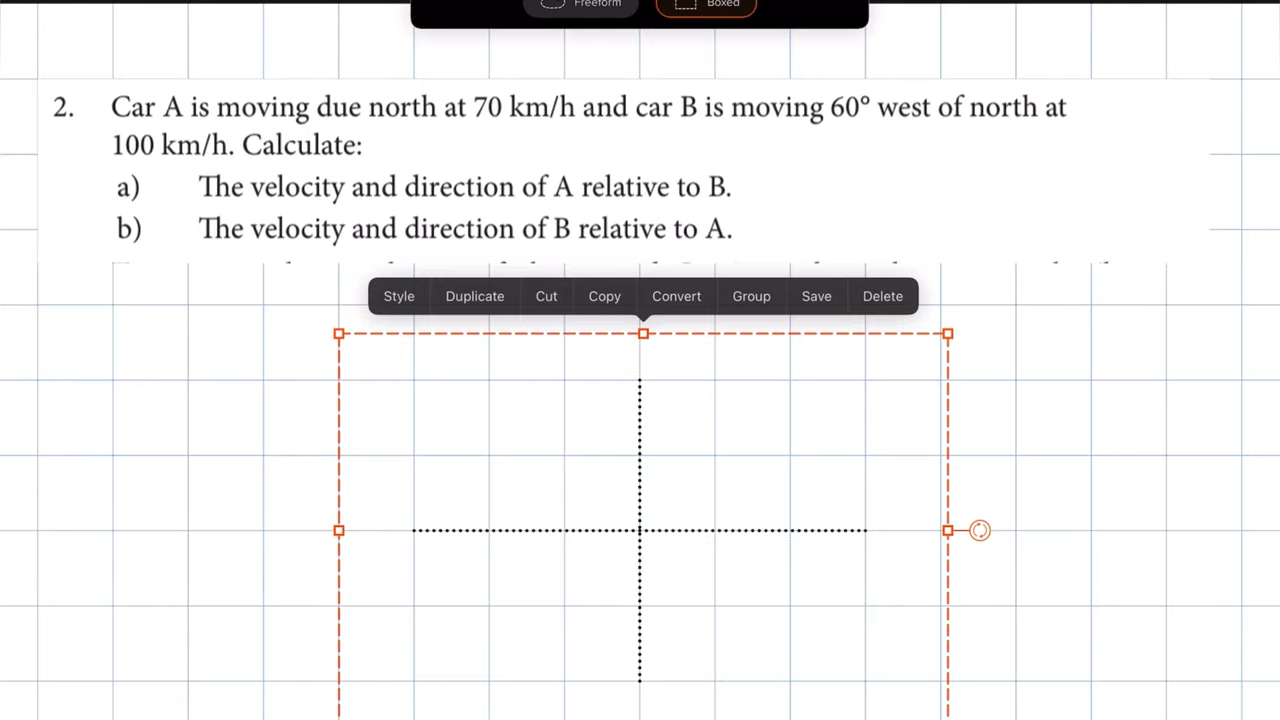 Freeform Boxed
2. Car A is moving due north at 70 km/h and car B is moving 60° west of north at
100 km/h. Calculate:
a) The velocity and direction of A relative to B.
b) The velocity and direction of B relative to A.
Style Duplicate Cut Copy Convert Group Save Delete